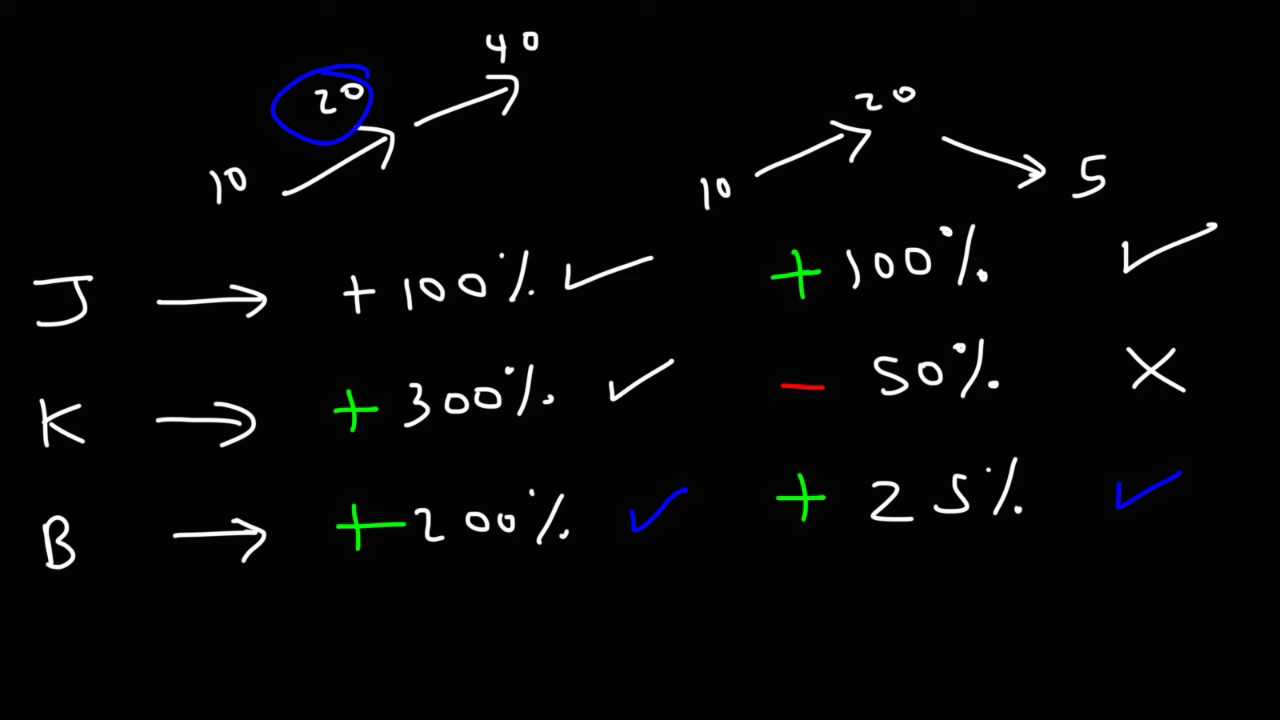 40
20
20
10
10
5
J → +100% ✓ +100% ✓
K → +300% ✓ - 50% ✗
B → +200% ✓ +25% ✓